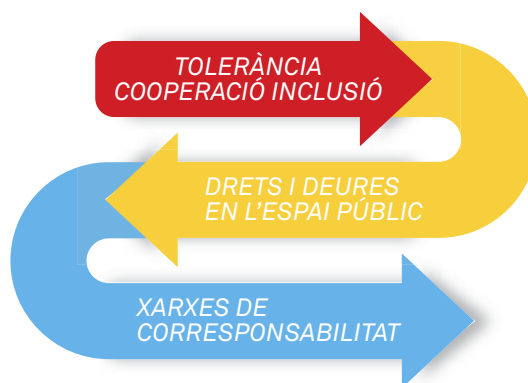 TOLERÀNCIA
COOPERACIÓ INCLUSIÓ
DRETS I DEURES
EN L'ESPAI PÚBLIC
XARXES DE
CORRESPONSABILITAT